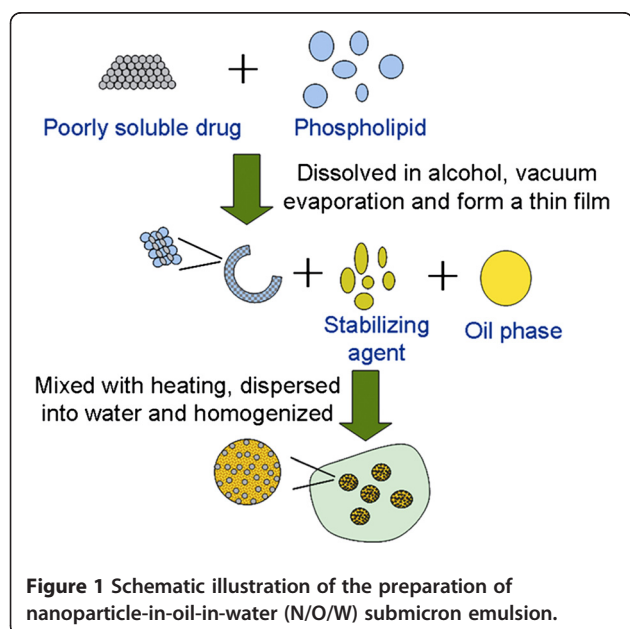 +
Poorly soluble drug Phospholipid
Dissolved in alcohol, vacuum
evaporation and form a thin film
+ +
Stabilizing
agent
Oil phase
Mixed with heating, dispersed
into water and homogenized
Figure 1 Schematic illustration of the preparation of
nanoparticle-in-oil-in-water (N/O/W) submicron emulsion.